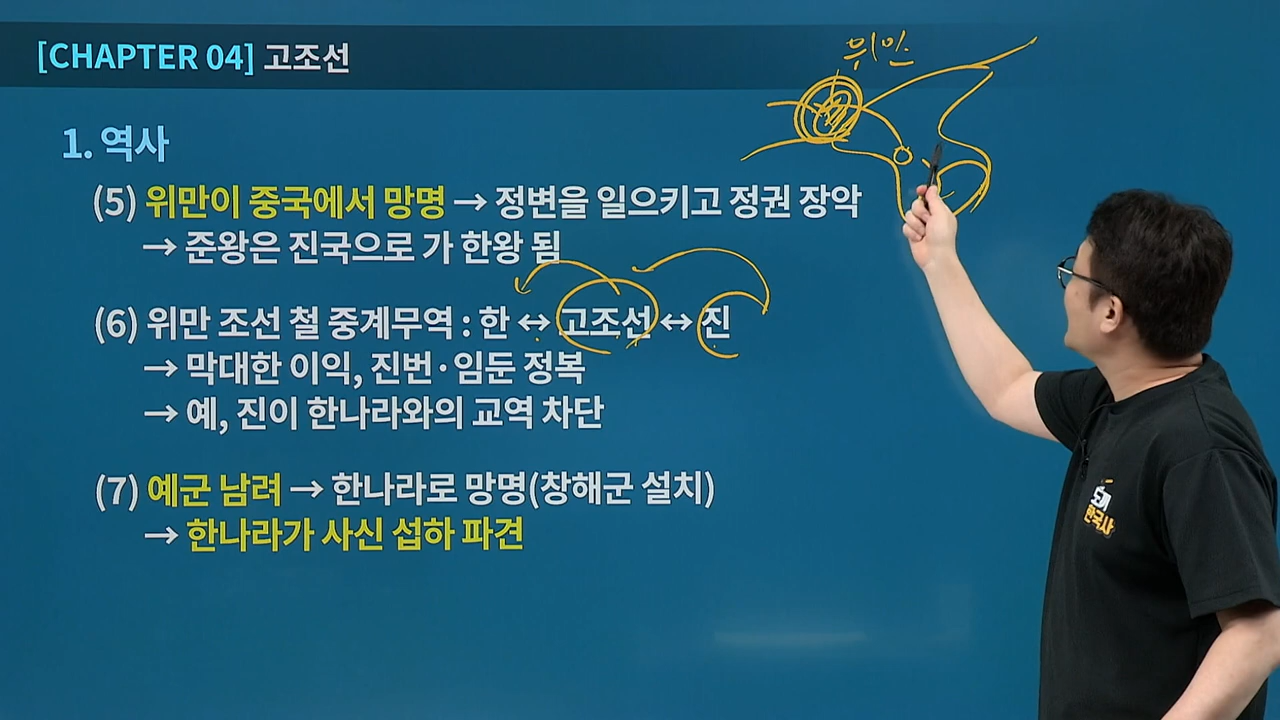 [CHAPTER 04] 고조선
위만
1. 역사
(5) 위만이 중국에서 망명 → 정변을 일으키고 정권 장악
→ 준왕은 진국으로 가 한왕 됨
(6) 위만 조선 철 중계무역 : 한 ↔ 고조선 ↔ 진
→ 막대한 이익, 진번·임둔 정복
→ 예, 진이 한나라와의 교역 차단
(7) 예군 남려 → 한나라로 망명(창해군 설치)
→ 한나라가 사신 섭하 파견
한국사